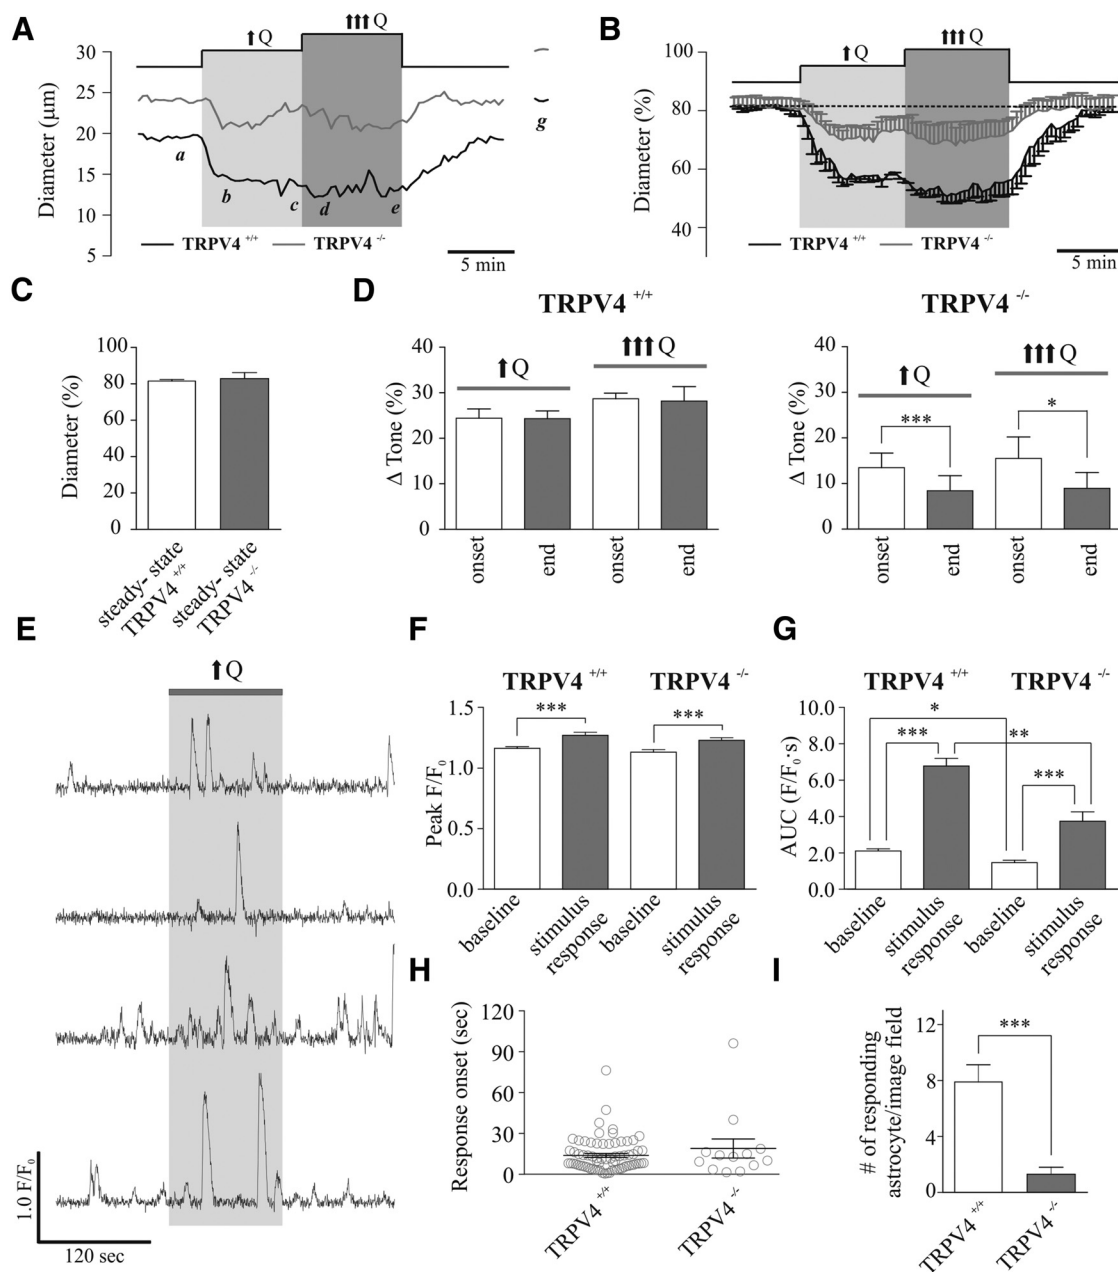 A
↑Q
↑↑↑Q
Diameter (µm)
30
25
20
15
10
5
a
b
c
d
e
g
TRPV4 +/+
TRPV4 -/-
5 min
B
↑Q
↑↑↑Q
Diameter (%)
100
80
60
40
TRPV4 +/+
TRPV4 -/-
5 min
C
Diameter (%)
100
80
60
40
20
0
steady- state
TRPV4 +/+
steady- state
TRPV4 -/-
D
TRPV4 +/+
Δ Tone (%)
40
30
20
10
0
↑Q
↑↑↑Q
onset
end
onset
end
TRPV4 -/-
Δ Tone (%)
40
30
20
10
0
↑Q
↑↑↑Q
***
*
onset
end
onset
end
E
↑Q
1.0 F/F0
120 sec
F
TRPV4 +/+
TRPV4 -/-
Peak F/F0
1.5
1.0
0.5
0.0
***
***
baseline
stimulus
response
baseline
stimulus
response
G
TRPV4 +/+
TRPV4 -/-
AUC (F/F0·s)
10.0
8.0
6.0
4.0
2.0
0.0
*
***
**
***
baseline
stimulus
response
baseline
stimulus
response
H
Response onset (sec)
120
90
60
30
0
TRPV4 +/+
TRPV4 -/-
I
# of responding
astrocyte/image field
12
8
4
0
***
TRPV4 +/+
TRPV4 -/-